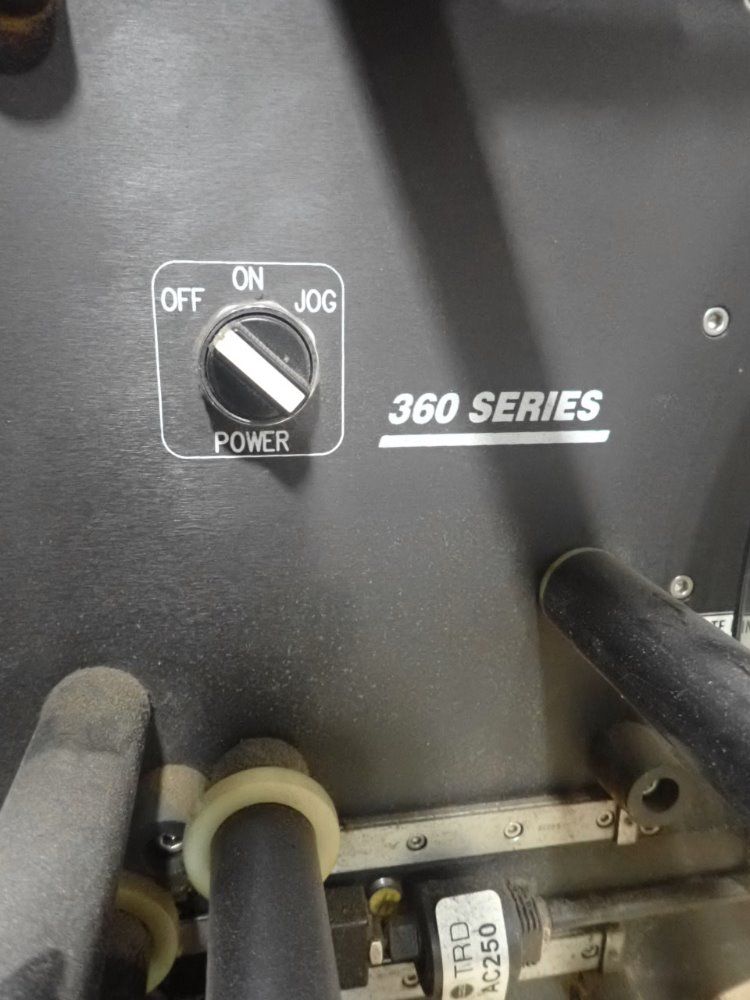 ON
OFF
JOG
POWER
360 SERIES
TRD
AC250